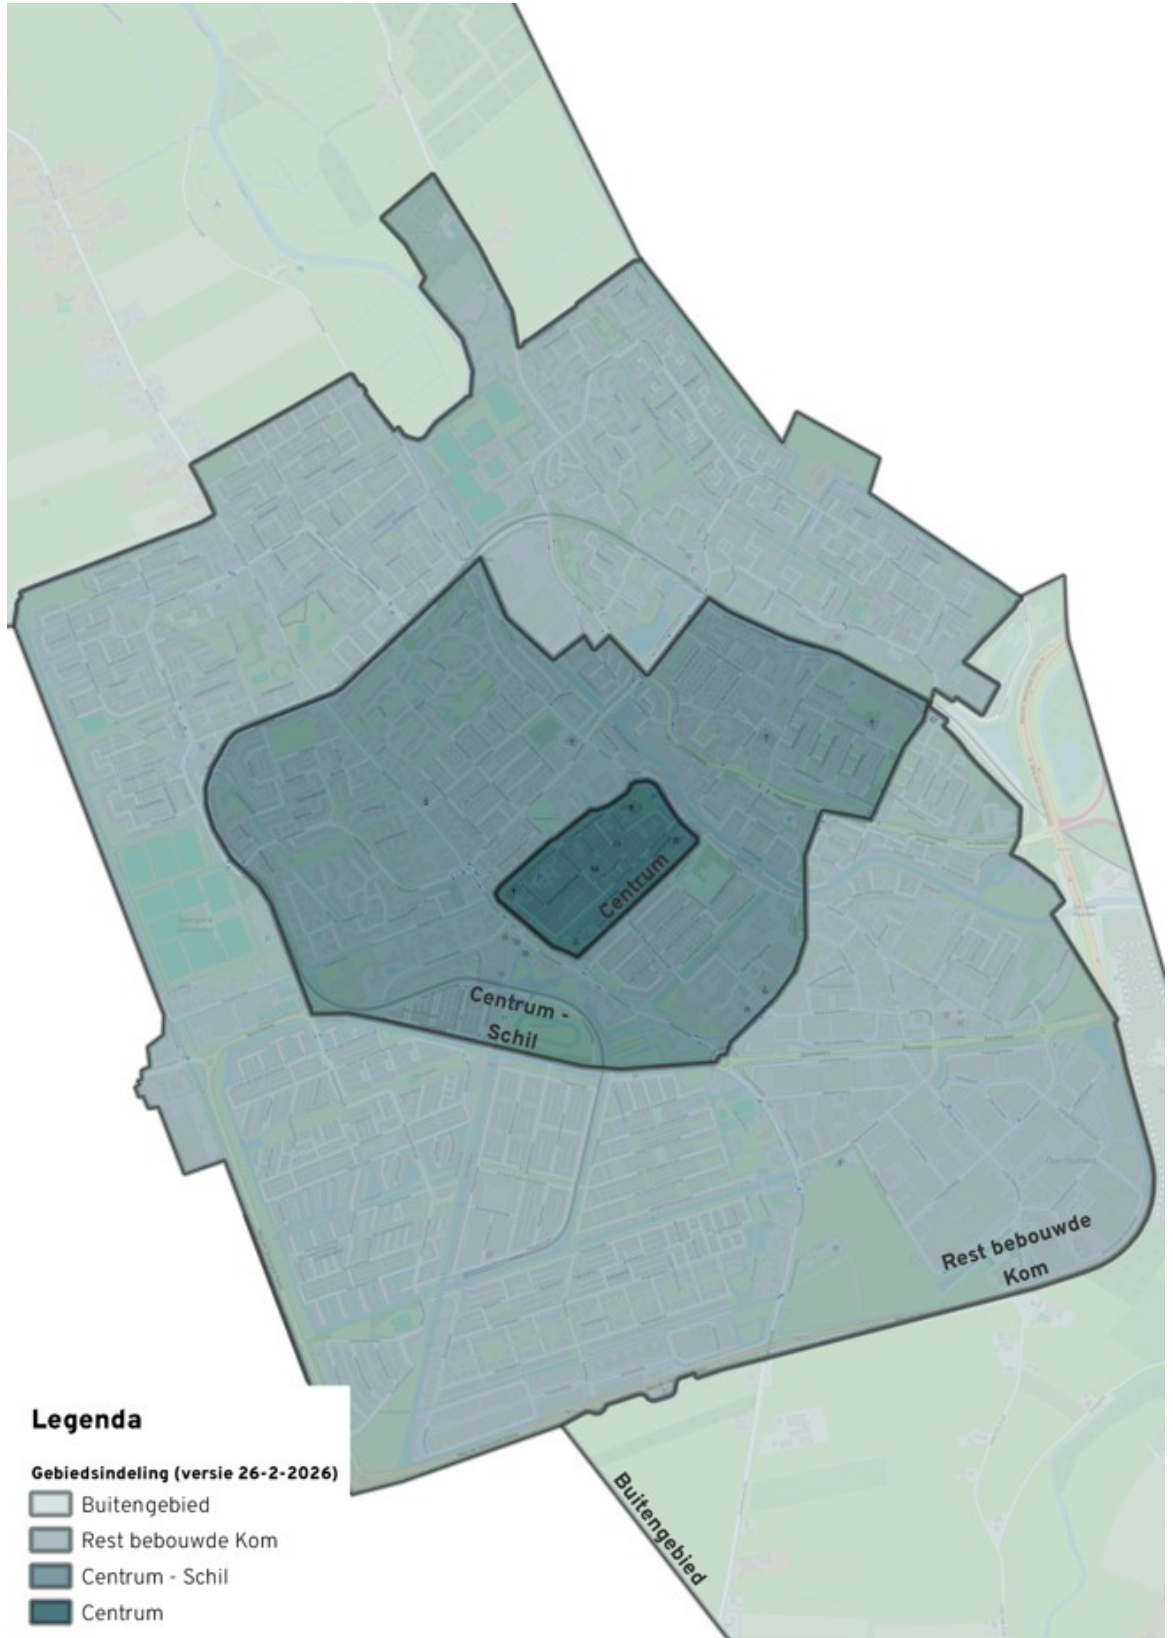 Centrum
Centrum -
Schil
Rest bebouwde
Kom
Buitengebied
Legenda
Gebiedsindeling (versie 26-2-2026)
Buitengebied
Rest bebouwde Kom
Centrum - Schil
Centrum